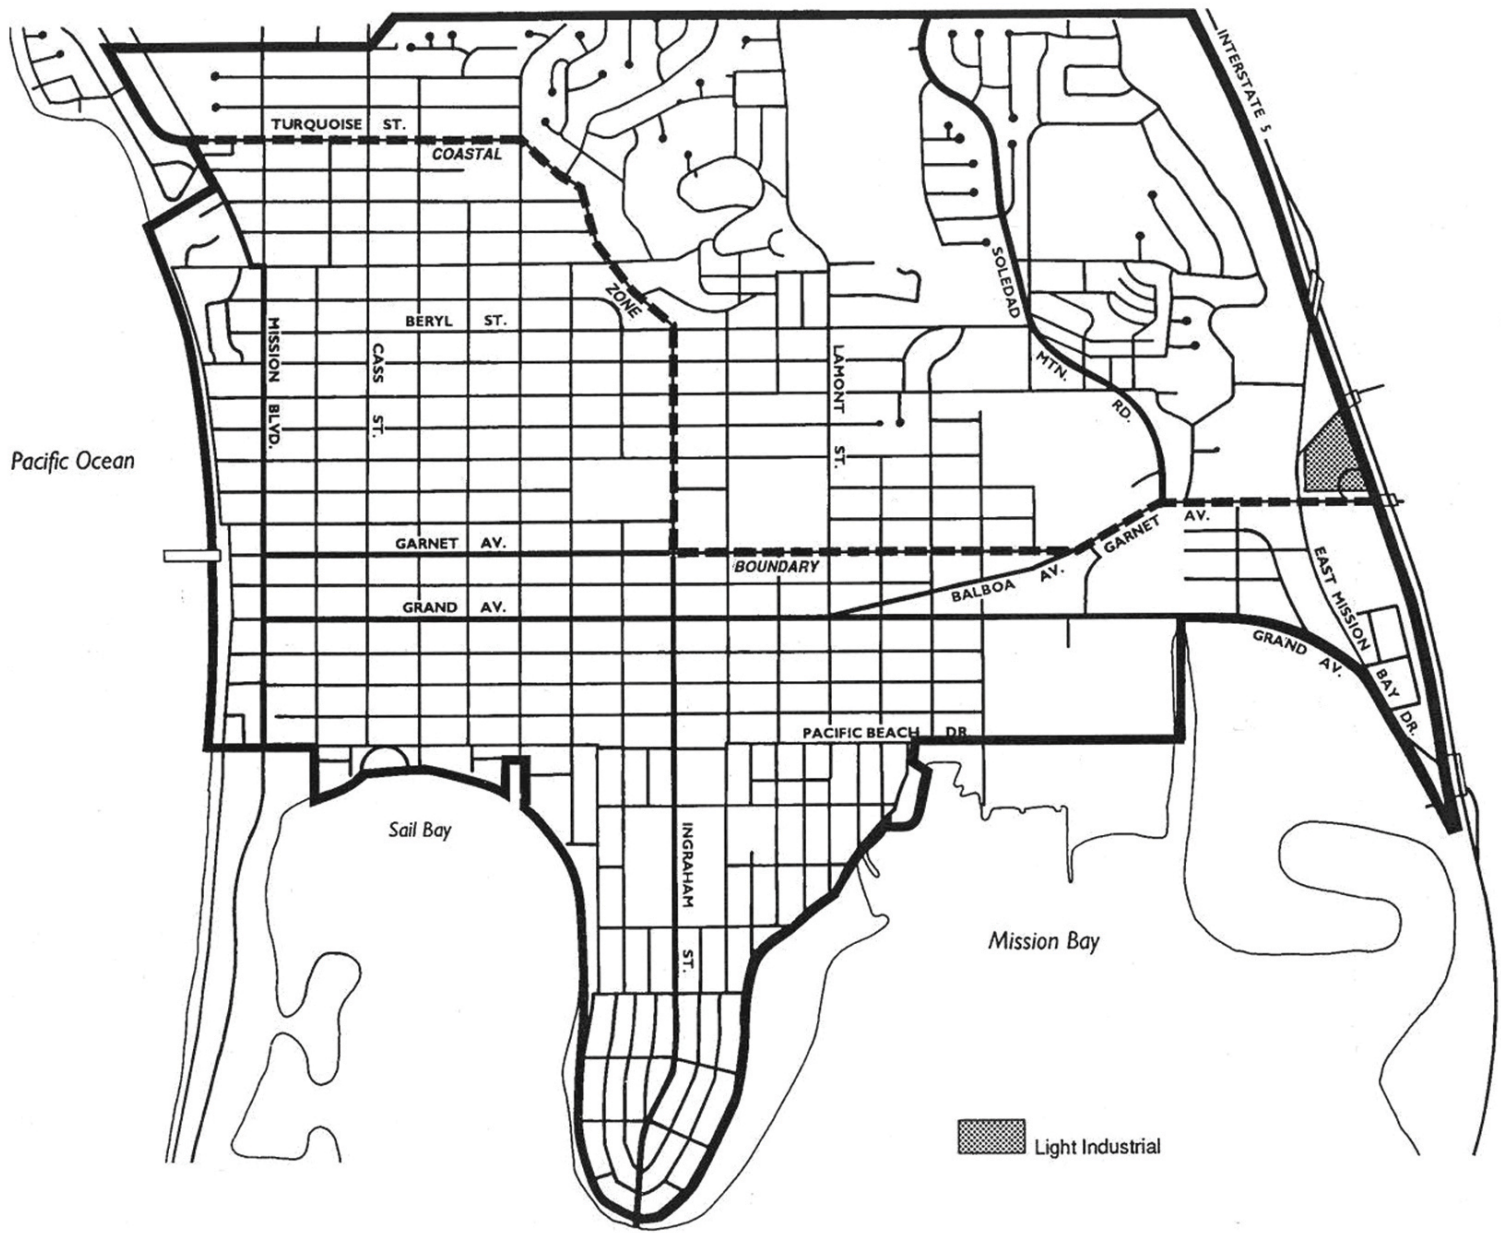 INTERSTATE 5
TURQUOISE ST.
COASTAL
ZONE
SOLEDAD
MTN.
RD.
BERYL ST.
MISSION BLVD.
CASS ST.
LAMONT ST.
Pacific Ocean
GARNET AV.
BOUNDARY
GARNET AV.
BALBOA AV.
GRAND AV.
EAST MISSION
BAY DR.
GRAND AV.
PACIFIC BEACH DR.
Sail Bay
INGRAHAM ST.
Mission Bay
Light Industrial